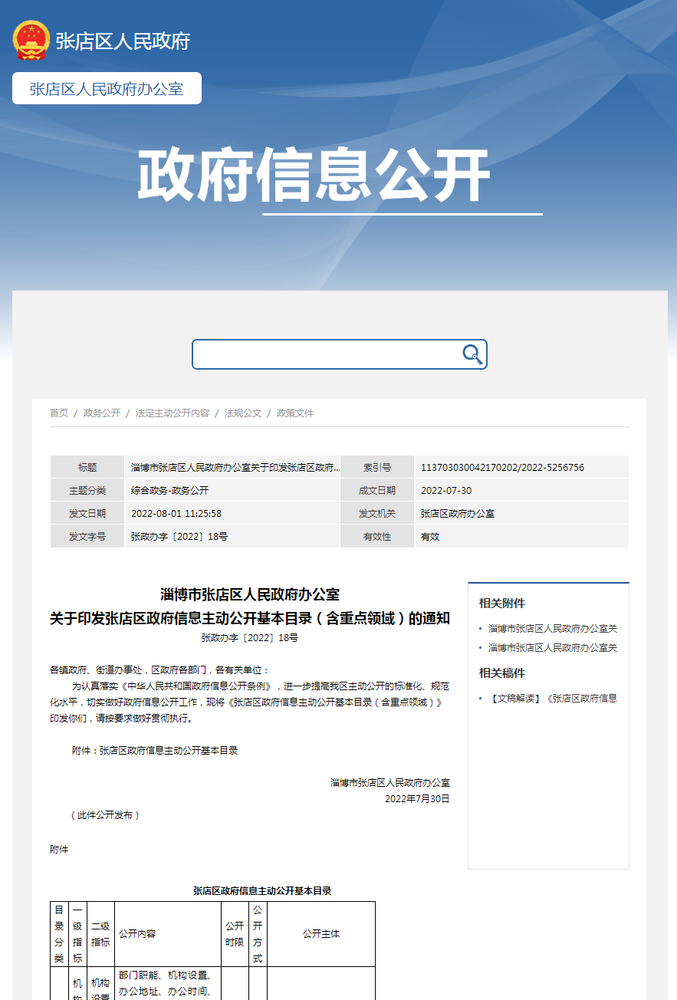 张店区人民政府
张店区人民政府办公室
政府信息公开
首页 / 政务公开 / 法定主动公开内容 / 法规公文 / 政策文件
标题 淄博市张店区人民政府办公室关于印发张店区政府... 索引号 113703030042170202/2022-5256756
主题分类 综合政务-政务公开 成文日期 2022-07-30
发文日期 2022-08-01 11:25:58 发文机关 张店区政府办公室
发文字号 张政办字〔2022〕18号 有效性 有效
淄博市张店区人民政府办公室
关于印发张店区政府信息主动公开基本目录（含重点领域）的通知
张政办字〔2022〕18号
各镇政府、街道办事处，区政府各部门，各有关单位：
为认真落实《中华人民共和国政府信息公开条例》，进一步提高我区主动公开的标准化、规范
化水平，切实做好政府信息公开工作，现将《张店区政府信息主动公开基本目录（含重点领域）》
印发你们，请按要求做好贯彻执行。
附件：张店区政府信息主动公开基本目录
淄博市张店区人民政府办公室
2022年7月30日
（此件公开发布）
附件
相关附件
• 淄博市张店区人民政府办公室关
• 淄博市张店区人民政府办公室关
相关稿件
• 【文稿解读】《张店区政府信息
张店区政府信息主动公开基本目录
目录分类 一级指标 二级指标 公开内容 公开时限 公开方式 公开主体
机构 机构设置 部门职能、机构设置、
办公地址、办公时间、